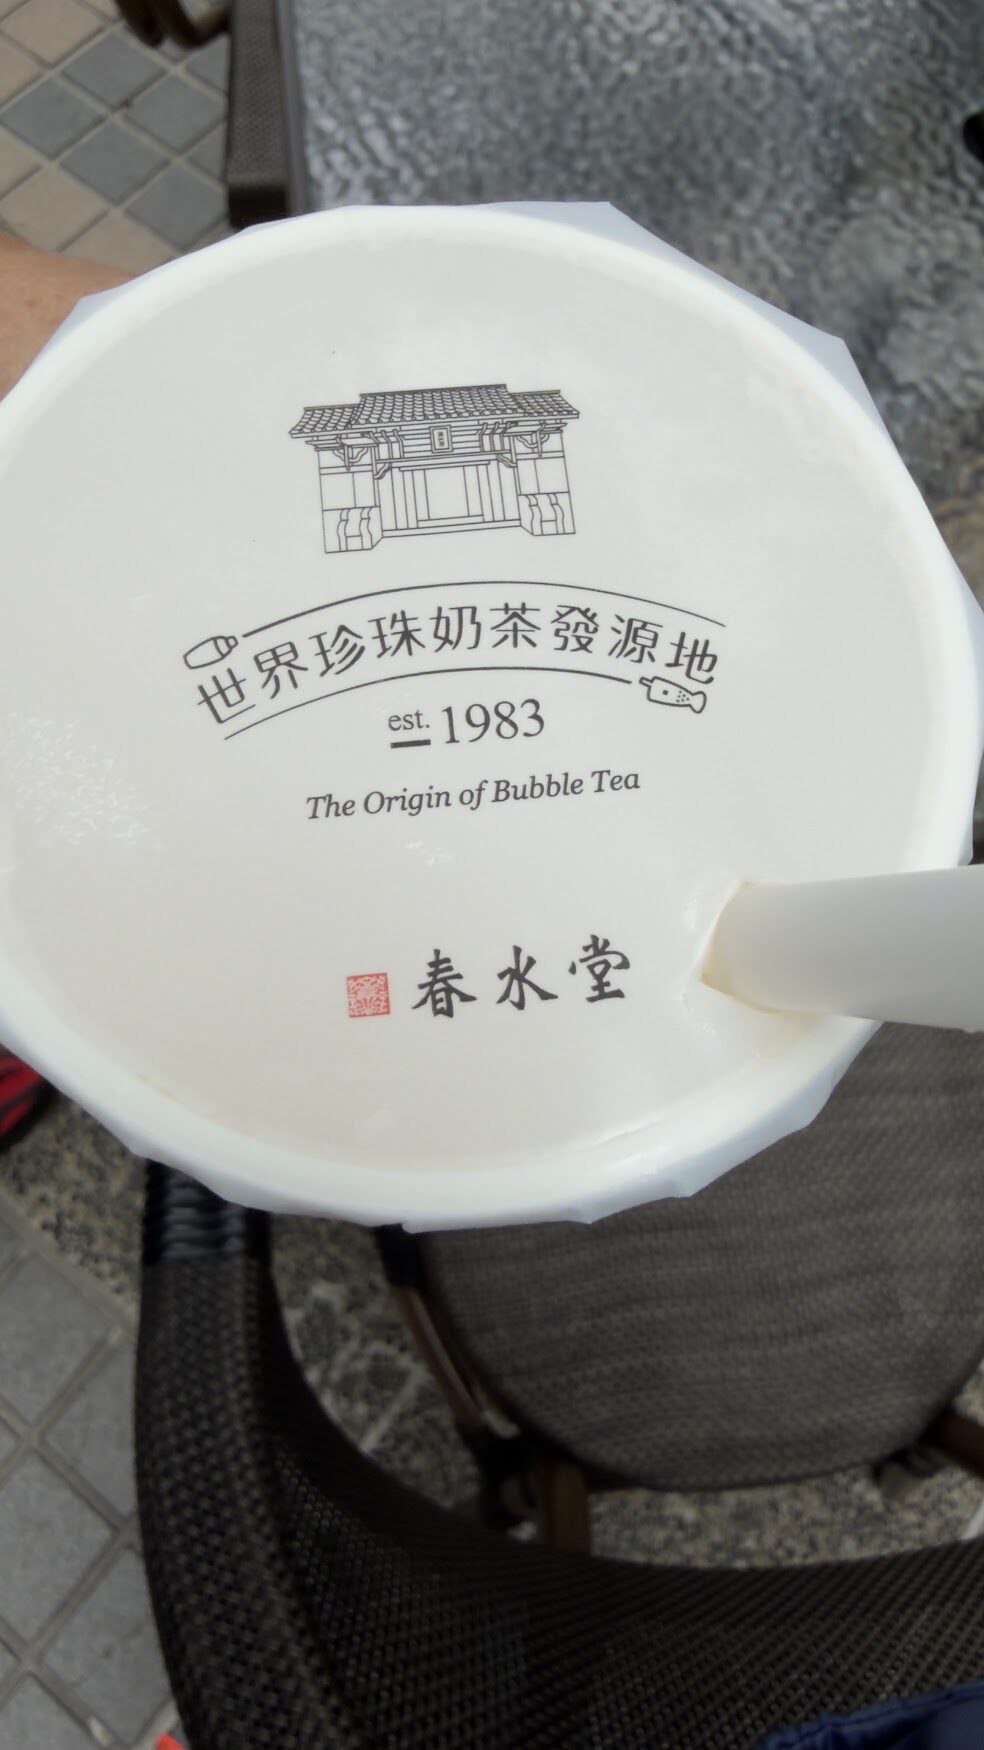 世界珍珠奶茶發源地
est. 1983
The Origin of Bubble Tea
春水堂